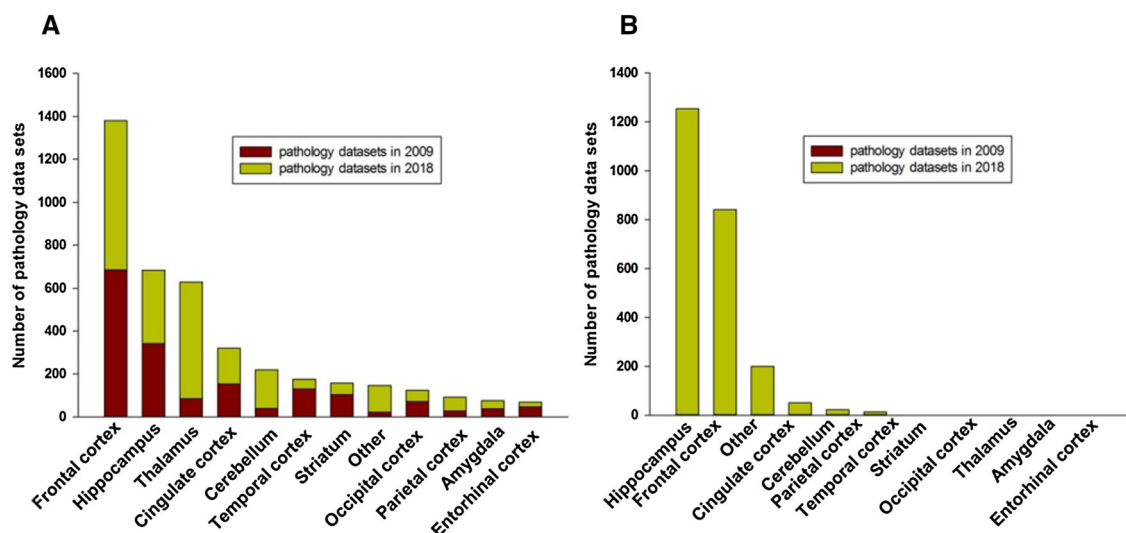 A
Number of pathology data sets
1600
1400
1200
1000
800
600
400
200
0
pathology datasets in 2009
pathology datasets in 2018
Frontal cortex
Hippocampus
Thalamus
Cingulate cortex
Cerebellum
Temporal cortex
Striatum
Other
Occipital cortex
Parietal cortex
Amygdala
Entorhinal cortex
B
Number of pathology data sets
1400
1200
1000
800
600
400
200
0
pathology datasets in 2009
pathology datasets in 2018
Hippocampus
Frontal cortex
Other
Cingulate cortex
Cerebellum
Parietal cortex
Temporal cortex
Striatum
Occipital cortex
Thalamus
Amygdala
Entorhinal cortex